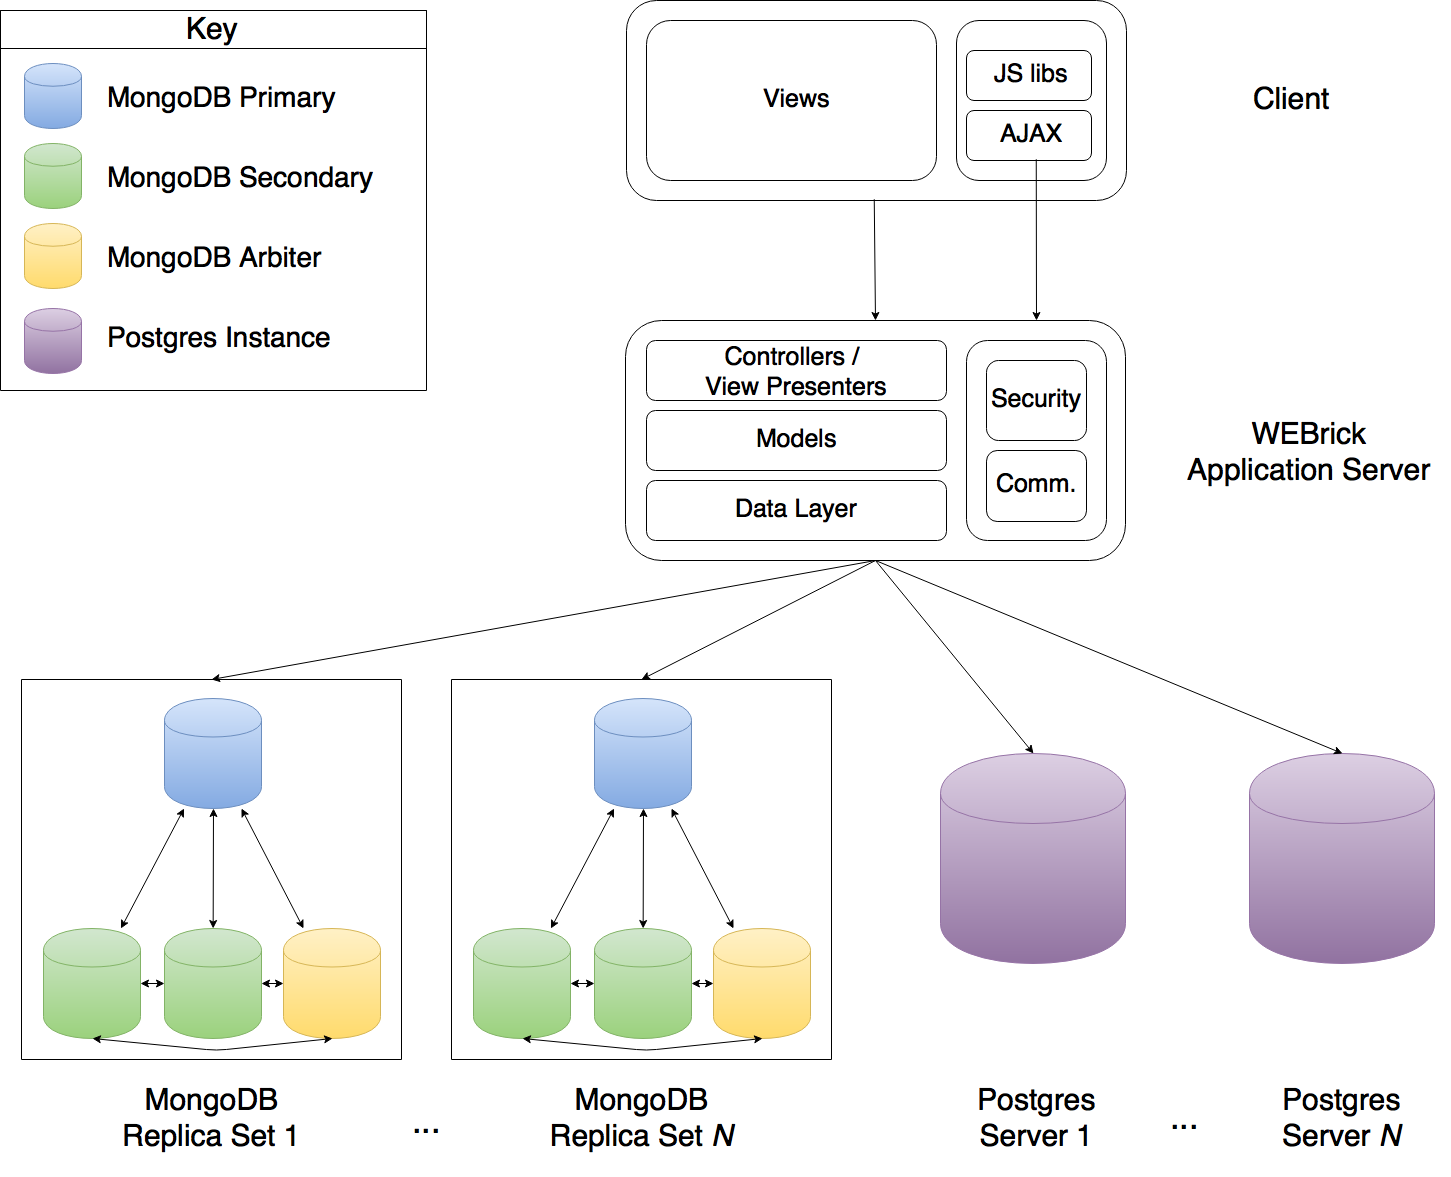 Key
MongoDB Primary
MongoDB Secondary
MongoDB Arbiter
Postgres Instance
Views
JS libs
AJAX
Client
Controllers /
View Presenters
Models
Data Layer
Security
Comm.
WEBrick
Application Server
MongoDB
Replica Set 1
...
MongoDB
Replica Set N
Postgres
Server 1
...
Postgres
Server N